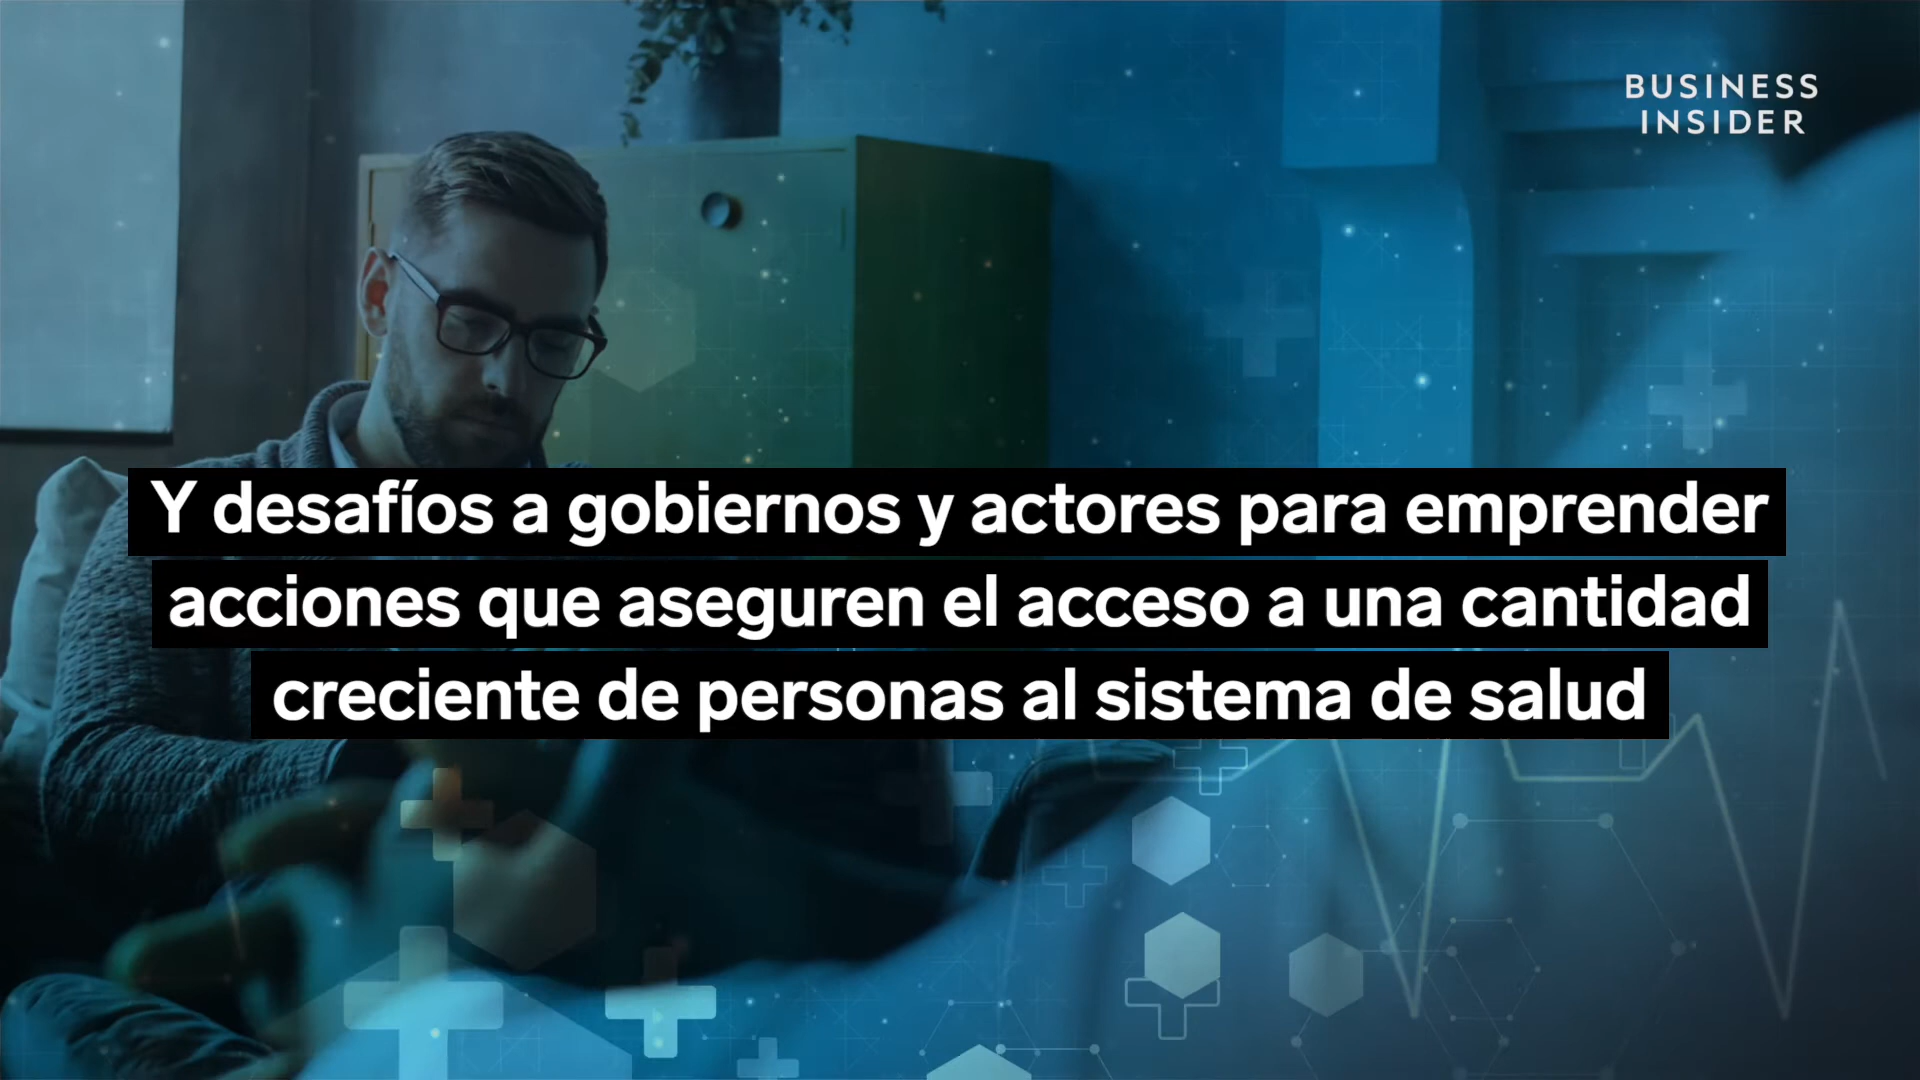 BUSINESS
INSIDER
Y desafíos a gobiernos y actores para emprender
acciones que aseguren el acceso a una cantidad
creciente de personas al sistema de salud